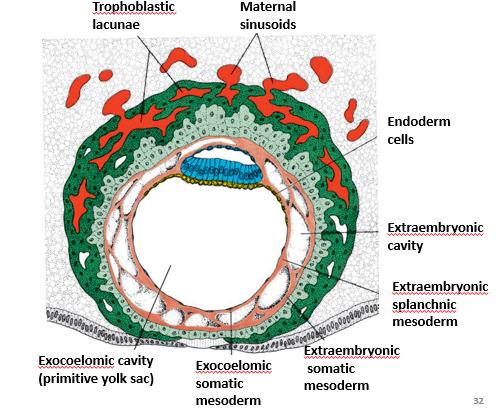 Trophoblastic
lacunae
Maternal
sinusoids
Endoderm
cells
Extraembryonic
cavity
Extraembryonic
splanchnic
mesoderm
Extraembryonic
somatic
mesoderm
Exocoelomic
somatic
mesoderm
Exocoelomic cavity
(primitive yolk sac)
32